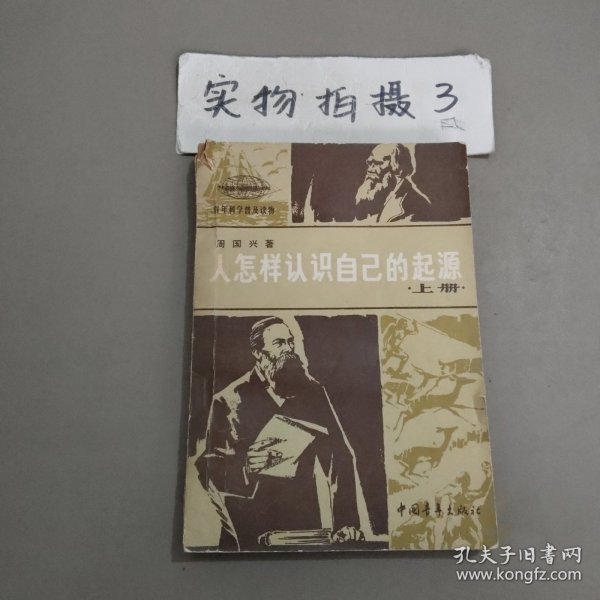 实物拍摄3
青年科学普及读物
周国兴著
人怎样认识自己的起源
·上册·
中国青年出版社
孔夫子旧书网
www.kongfz.com